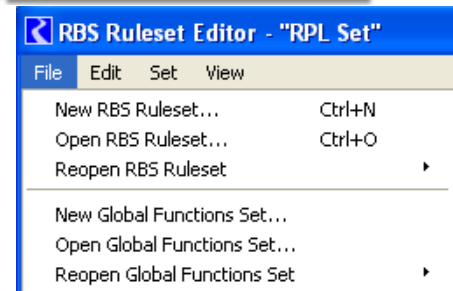 RBS Ruleset Editor - "RPL Set"
File Edit Set View
New RBS Ruleset... Ctrl+N
Open RBS Ruleset... Ctrl+O
Reopen RBS Ruleset
New Global Functions Set...
Open Global Functions Set...
Reopen Global Functions Set